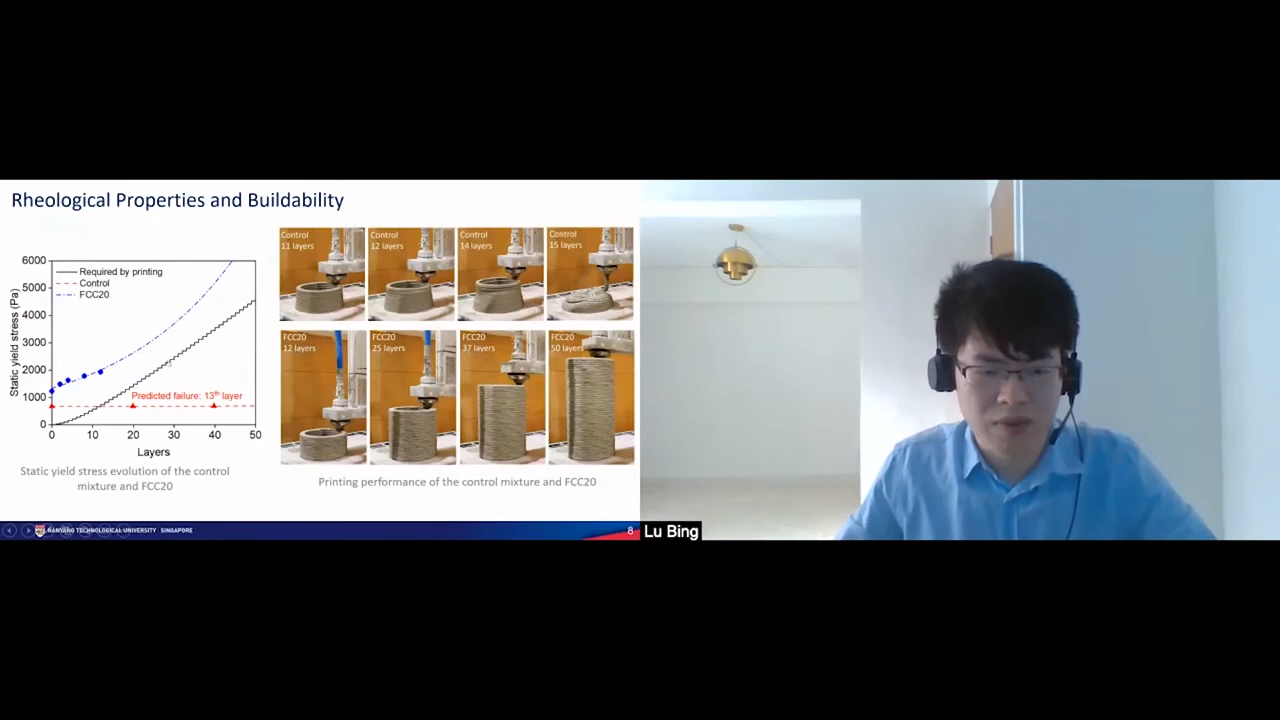 Rheological Properties and Buildability
6000
5000
4000
3000
2000
1000
0
Static yield stress (Pa)
Required by printing
Control
FCC20
Predicted failure: 13th layer
0 10 20 30 40 50
Layers
Static yield stress evolution of the control
mixture and FCC20
Control
11 layers
Control
12 layers
Control
14 layers
Control
15 layers
FCC20
12 layers
FCC20
25 layers
FCC20
37 layers
FCC20
50 layers
Printing performance of the control mixture and FCC20
NANYANG TECHNOLOGICAL UNIVERSITY SINGAPORE
8
Lu Bing